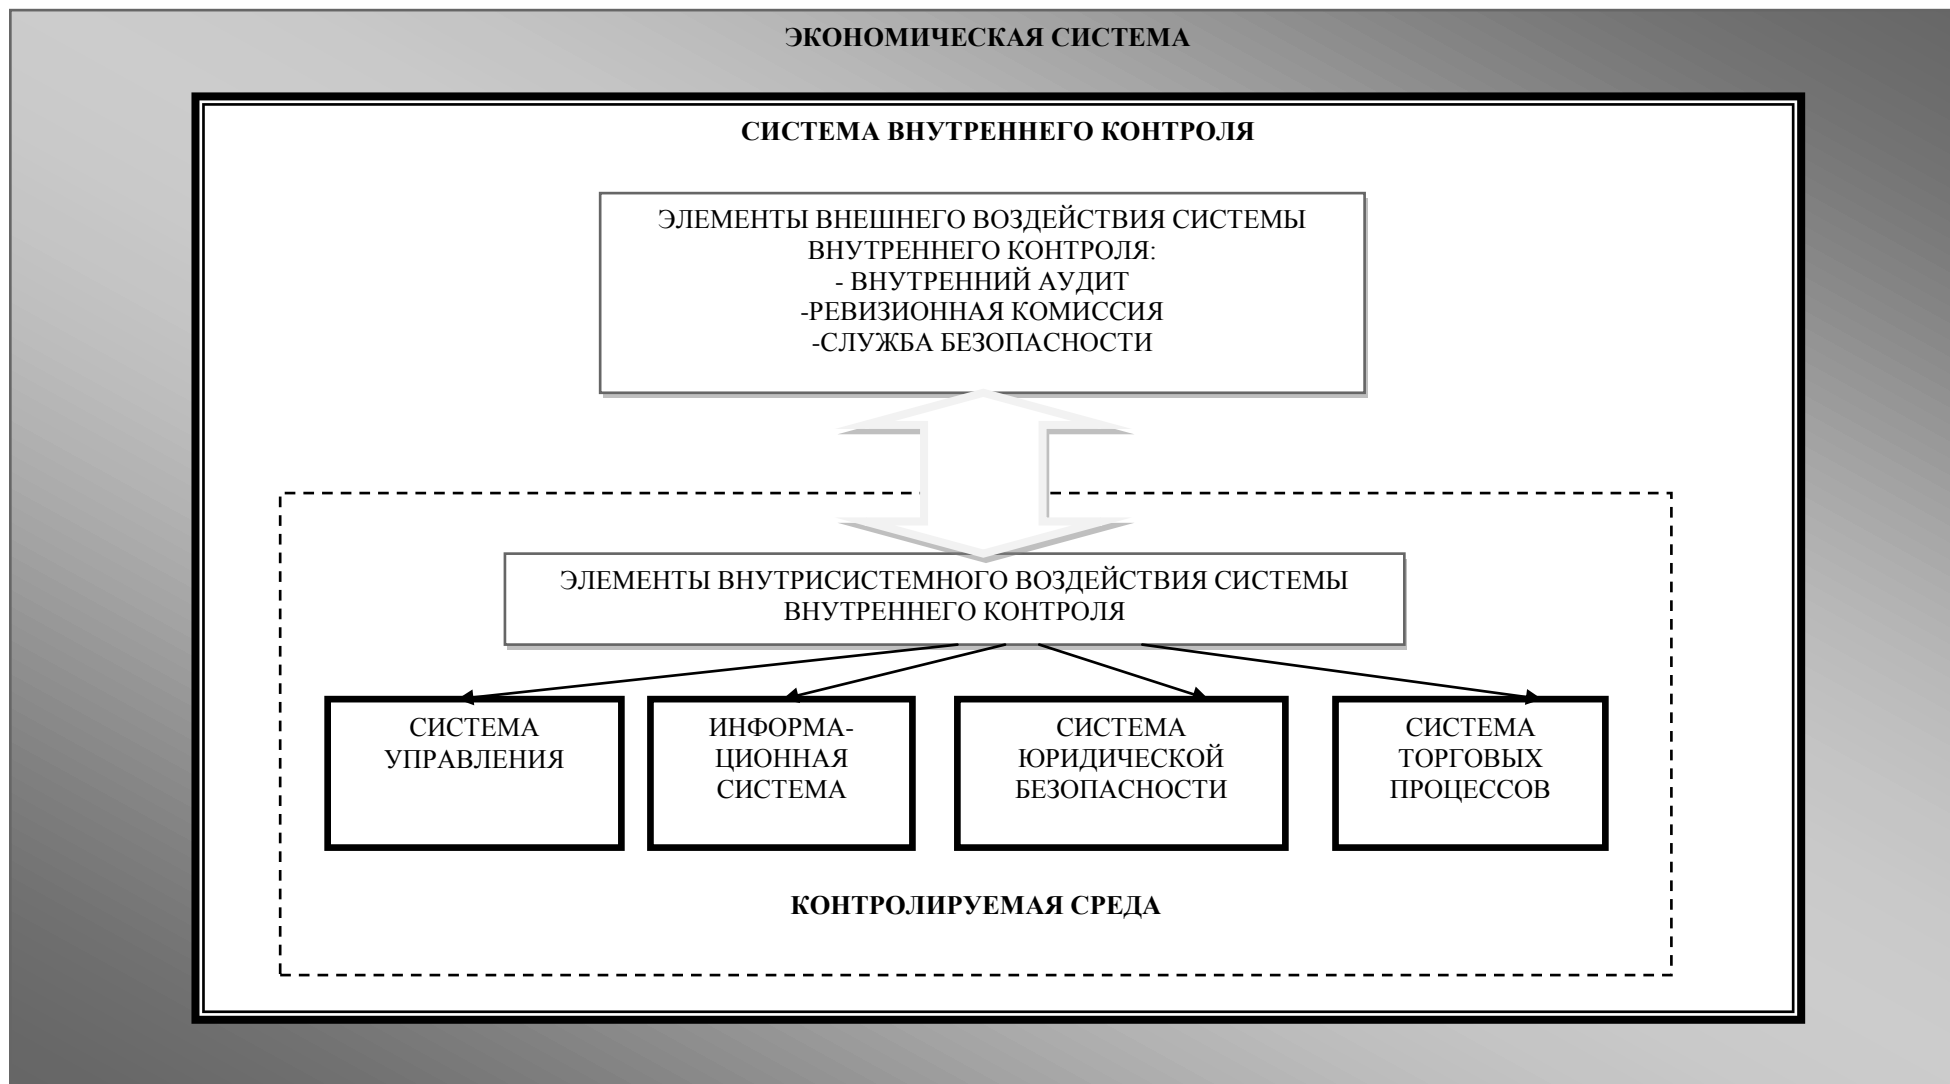 ЭКОНОМИЧЕСКАЯ СИСТЕМА
СИСТЕМА ВНУТРЕННЕГО КОНТРОЛЯ
ЭЛЕМЕНТЫ ВНЕШНЕГО ВОЗДЕЙСТВИЯ СИСТЕМЫ
ВНУТРЕННЕГО КОНТРОЛЯ:
- ВНУТРЕННИЙ АУДИТ
-РЕВИЗИОННАЯ КОМИССИЯ
-СЛУЖБА БЕЗОПАСНОСТИ
ЭЛЕМЕНТЫ ВНУТРИСИСТЕМНОГО ВОЗДЕЙСТВИЯ СИСТЕМЫ
ВНУТРЕННЕГО КОНТРОЛЯ
СИСТЕМА
УПРАВЛЕНИЯ
ИНФОРМА-
ЦИОННАЯ
СИСТЕМА
СИСТЕМА
ЮРИДИЧЕСКОЙ
БЕЗОПАСНОСТИ
СИСТЕМА
ТОРГОВЫХ
ПРОЦЕССОВ
КОНТРОЛИРУЕМАЯ СРЕДА